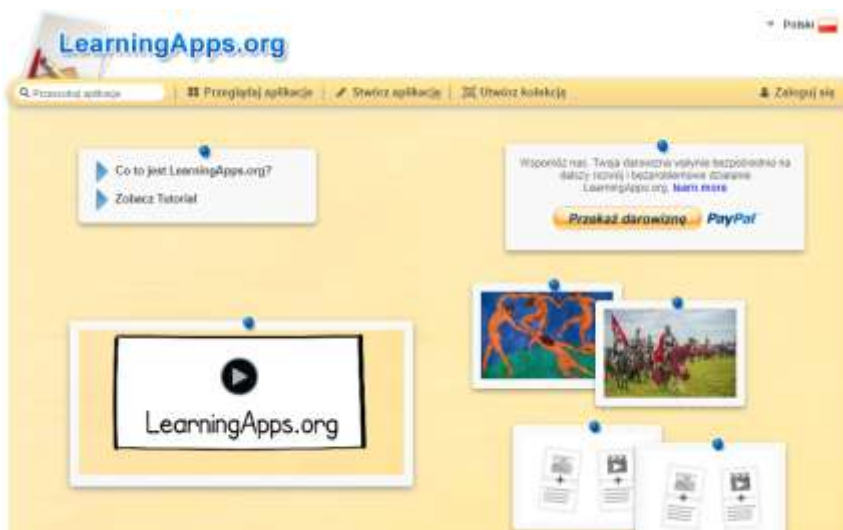 LearningApps.org
Polski
Przeszukaj aplikacje
Przeglądaj aplikacje
Stwórz aplikację
Utwórz kolekcję
Zaloguj się
Co to jest LearningApps.org?
Zobacz Tutorial
Wspomóż nas. Twoja darowizna wpłynie bezpośrednio na
dalszy rozwój i bezproblemowe działanie
LearningApps.org. learn more
Przekaż darowiznę
PayPal
LearningApps.org